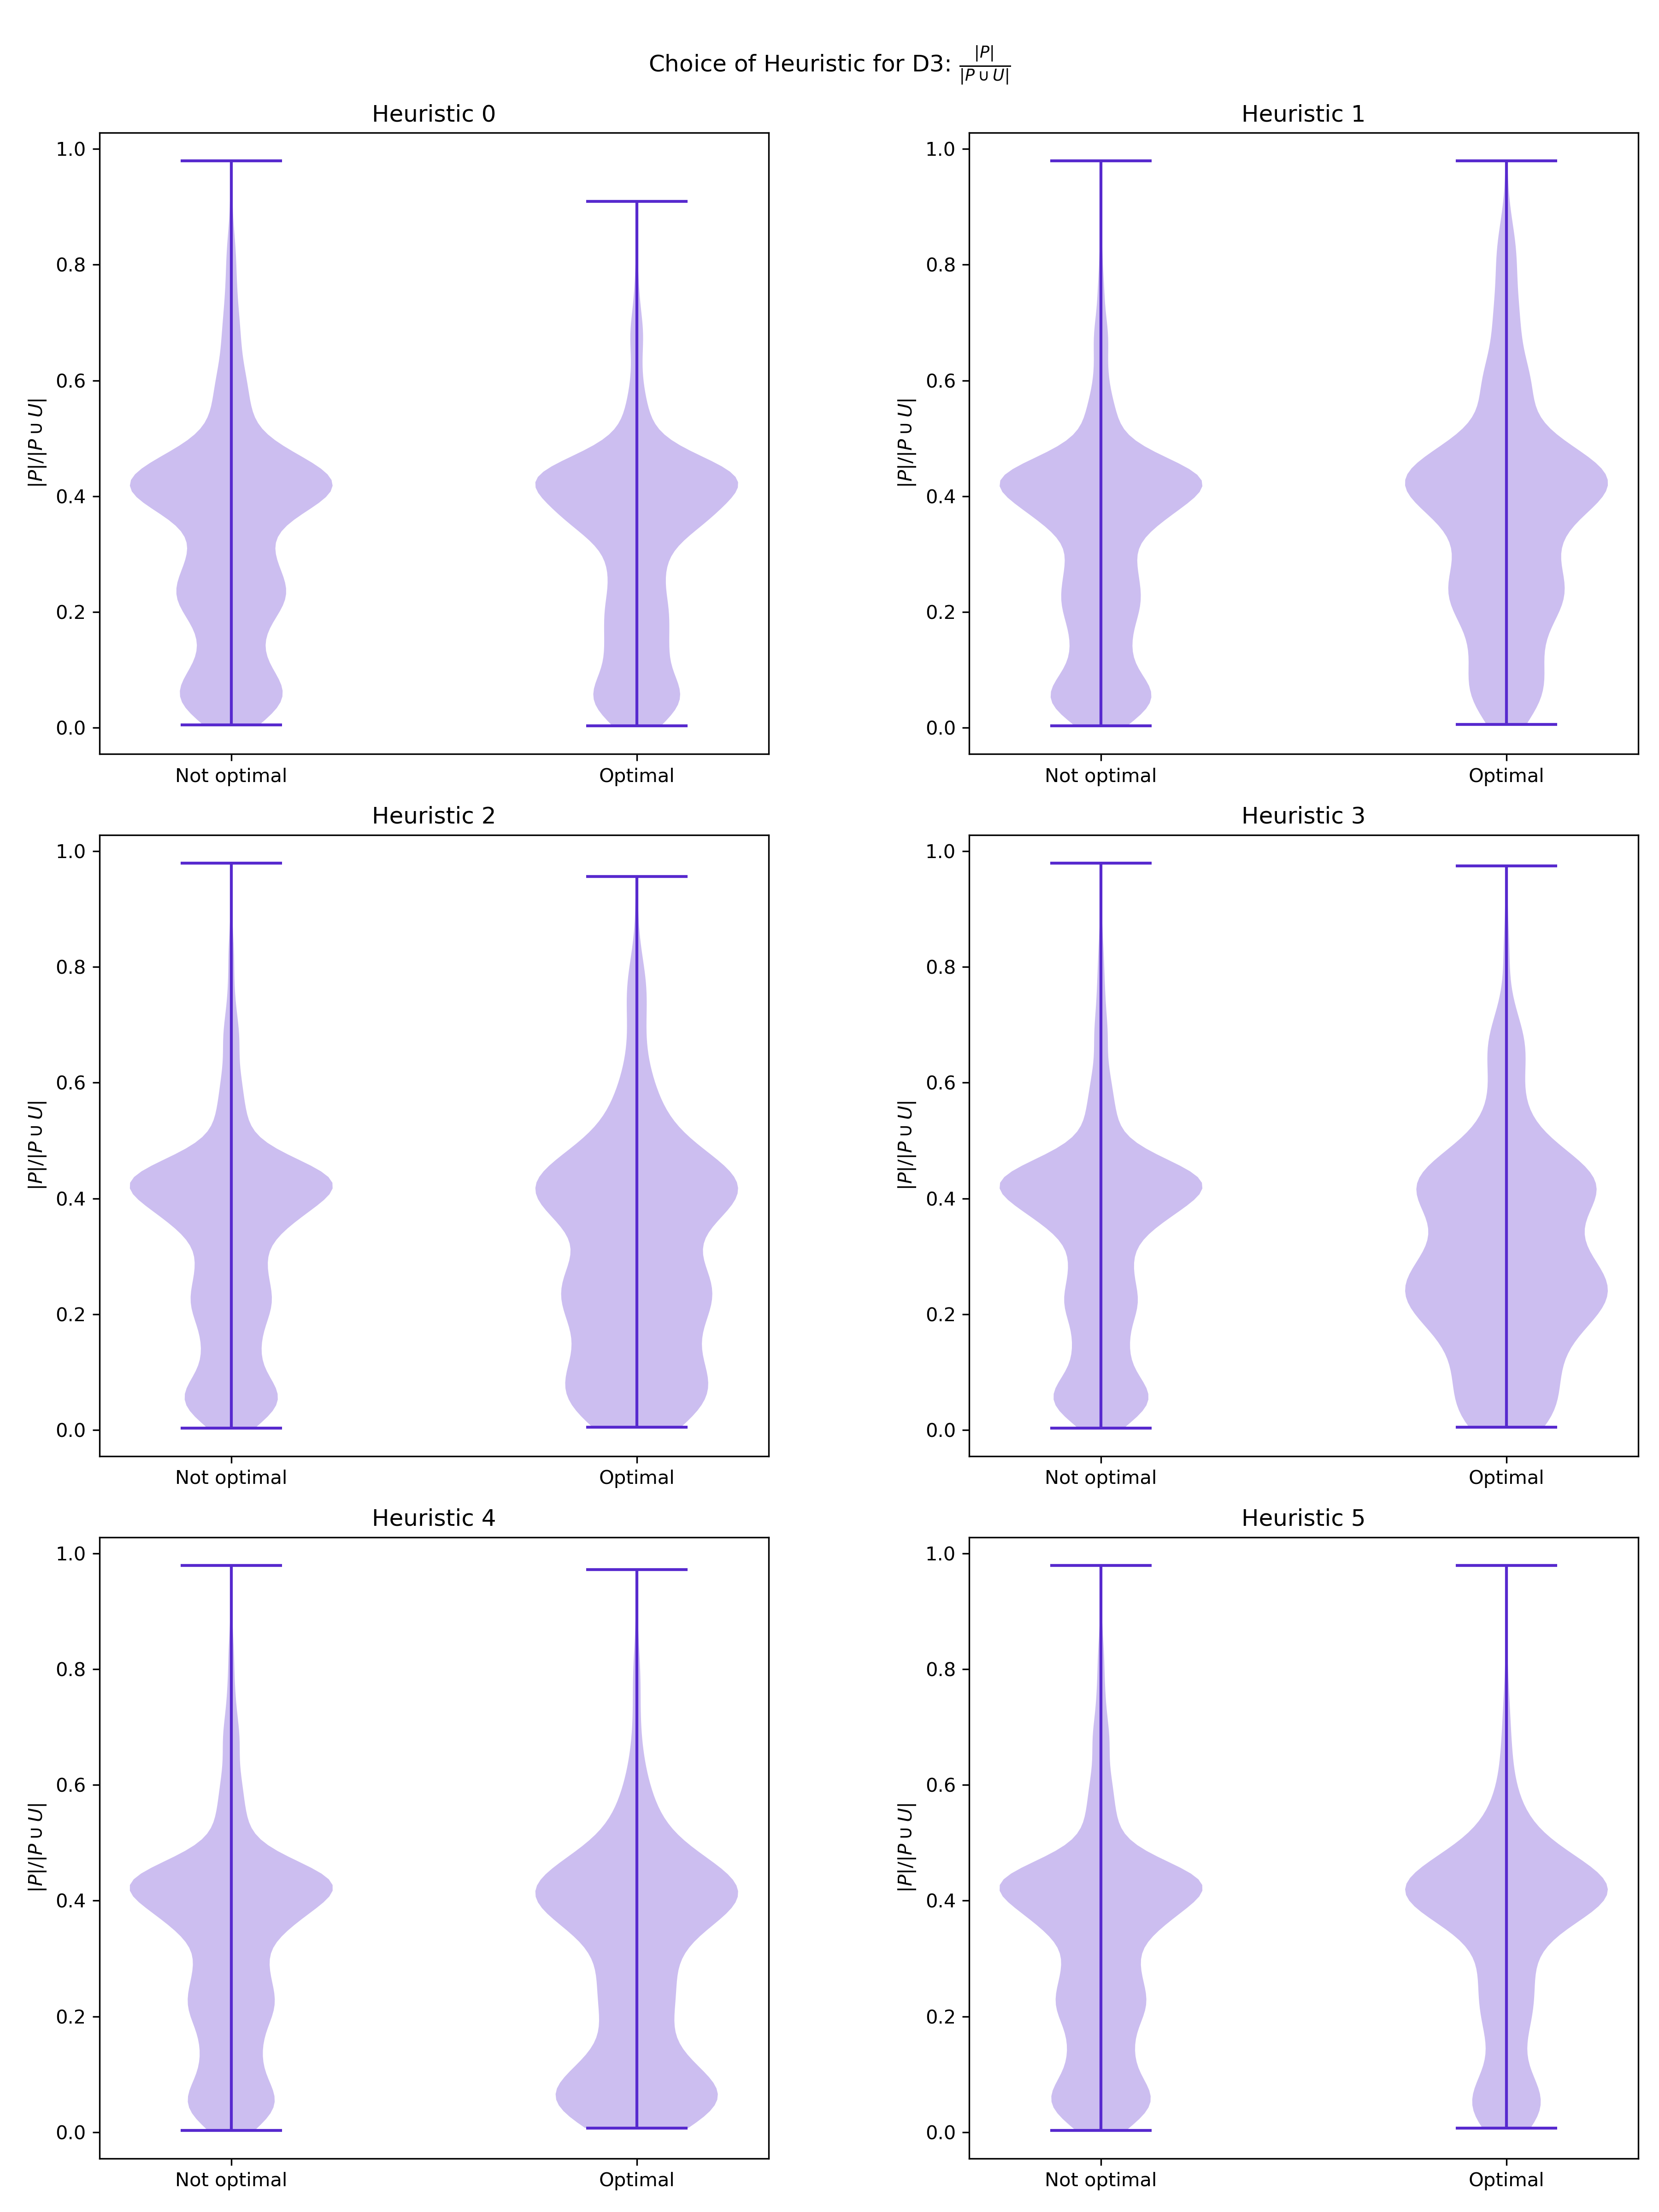 Choice of Heuristic for D3: |P| / |P ∪ U|
Heuristic 0
1.0
0.8
0.6
0.4
0.2
0.0
|P|/|P ∪ U|
Not optimal Optimal
Heuristic 1
1.0
0.8
0.6
0.4
0.2
0.0
|P|/|P ∪ U|
Not optimal Optimal
Heuristic 2
1.0
0.8
0.6
0.4
0.2
0.0
|P|/|P ∪ U|
Not optimal Optimal
Heuristic 3
1.0
0.8
0.6
0.4
0.2
0.0
|P|/|P ∪ U|
Not optimal Optimal
Heuristic 4
1.0
0.8
0.6
0.4
0.2
0.0
|P|/|P ∪ U|
Not optimal Optimal
Heuristic 5
1.0
0.8
0.6
0.4
0.2
0.0
|P|/|P ∪ U|
Not optimal Optimal